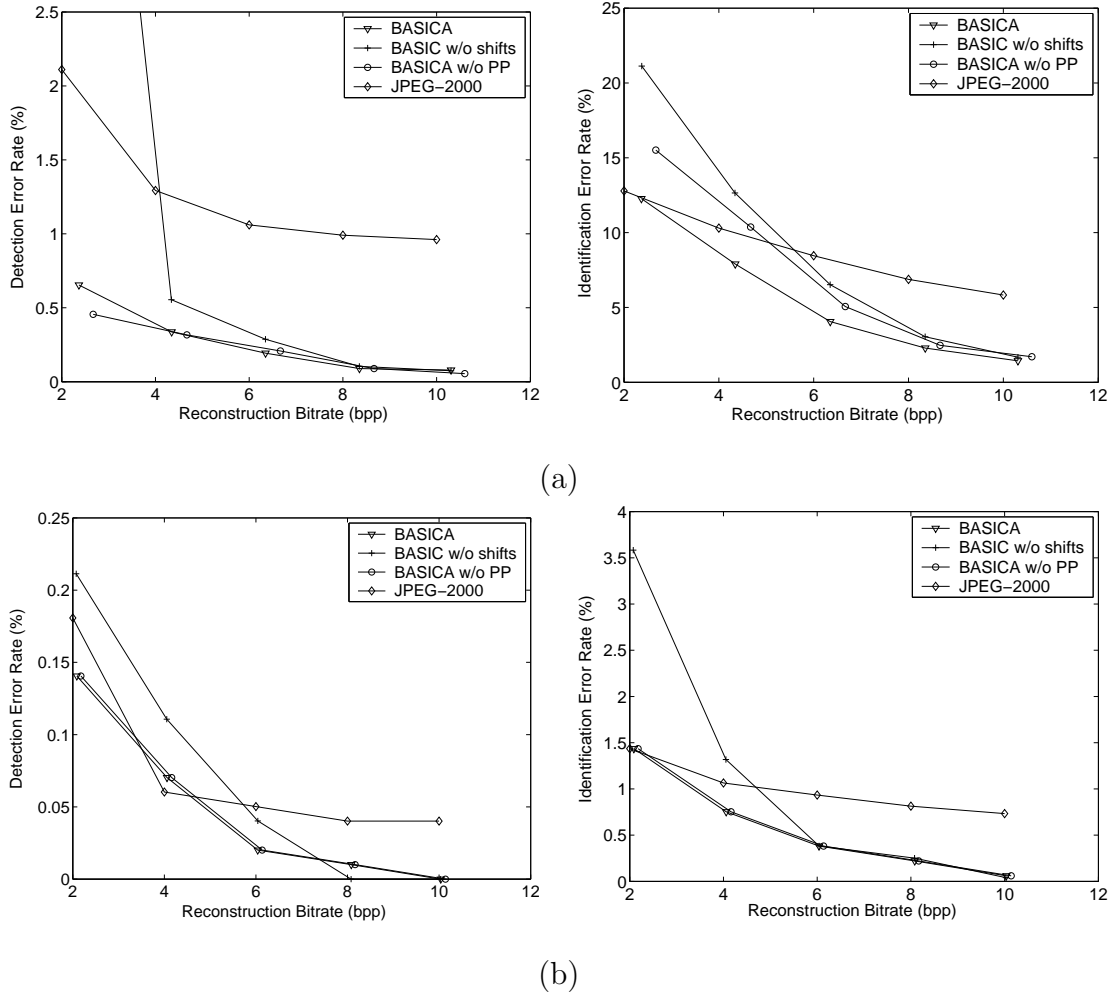 2.5
2
1.5
1
0.5
0
2 4 6 8 10 12
Detection Error Rate (%)
Reconstruction Bitrate (bpp)
BASICA
BASIC w/o shifts
BASICA w/o PP
JPEG−2000
25
20
15
10
5
0
2 4 6 8 10 12
Identification Error Rate (%)
Reconstruction Bitrate (bpp)
BASICA
BASIC w/o shifts
BASICA w/o PP
JPEG−2000
(a)
0.25
0.2
0.15
0.1
0.05
0
2 4 6 8 10 12
Detection Error Rate (%)
Reconstruction Bitrate (bpp)
BASICA
BASIC w/o shifts
BASICA w/o PP
JPEG−2000
4
3.5
3
2.5
2
1.5
1
0.5
0
2 4 6 8 10 12
Identification Error Rate (%)
Reconstruction Bitrate (bpp)
BASICA
BASIC w/o shifts
BASICA w/o PP
JPEG−2000
(b)